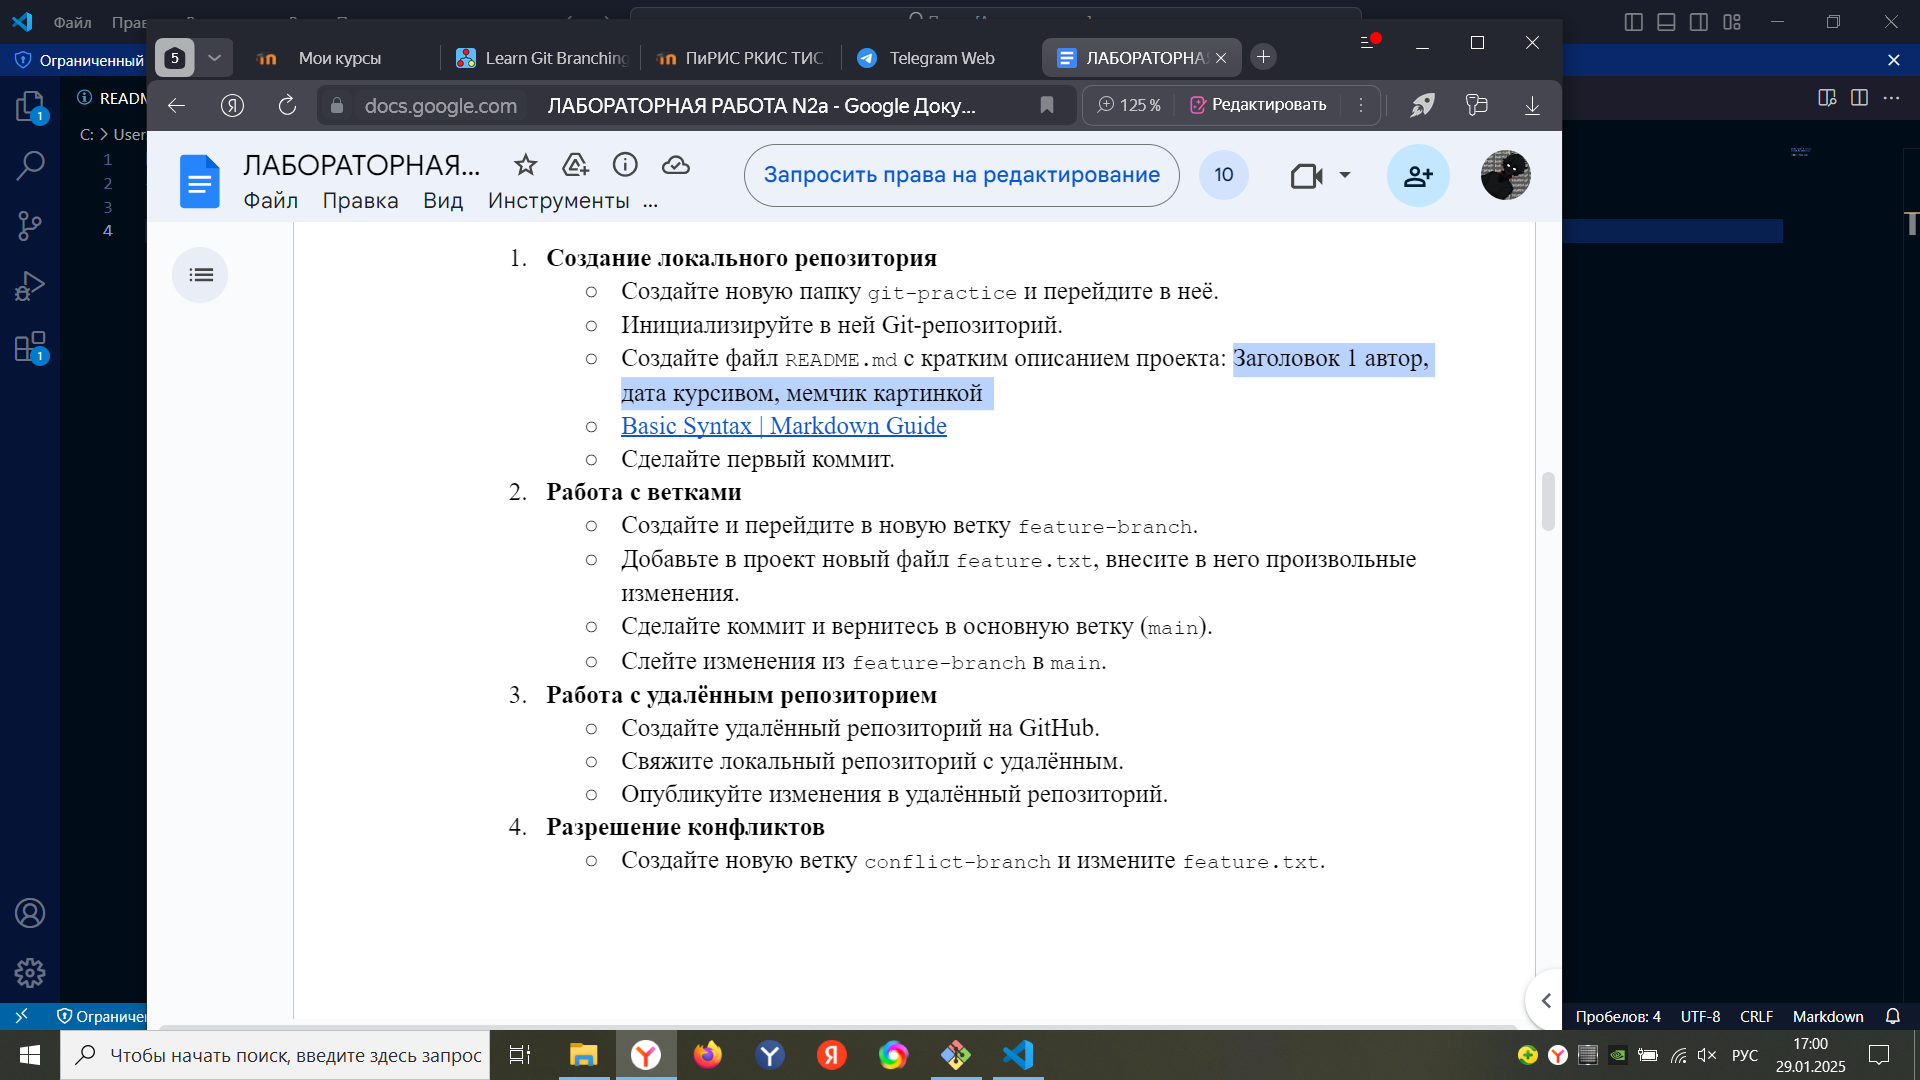 Файл
Ограниченный
README
C: > User
1
2
3
4
5
Мои курсы
Learn Git Branching
ПиРИС РКИС ТИС
Telegram Web
ЛАБОРАТОРНА
docs.google.com
ЛАБОРАТОРНАЯ РАБОТА N2a - Google Доку...
125 %
Редактировать
ЛАБОРАТОРНАЯ...
Запросить права на редактирование
10
Файл Правка Вид Инструменты ...
1. Создание локального репозитория
○ Создайте новую папку git-practice и перейдите в неё.
○ Инициализируйте в ней Git-репозиторий.
○ Создайте файл README.md с кратким описанием проекта: Заголовок 1 автор,
дата курсивом, мемчик картинкой
○ Basic Syntax | Markdown Guide
○ Сделайте первый коммит.
2. Работа с ветками
○ Создайте и перейдите в новую ветку feature-branch.
○ Добавьте в проект новый файл feature.txt, внесите в него произвольные
изменения.
○ Сделайте коммит и вернитесь в основную ветку (main).
○ Слейте изменения из feature-branch в main.
3. Работа с удалённым репозиторием
○ Создайте удалённый репозиторий на GitHub.
○ Свяжите локальный репозиторий с удалённым.
○ Опубликуйте изменения в удалённый репозиторий.
4. Разрешение конфликтов
○ Создайте новую ветку conflict-branch и измените feature.txt.
Ограничен
Пробелов: 4 UTF-8 CRLF Markdown
Чтобы начать поиск, введите здесь запрос
РУС
17:00
29.01.2025